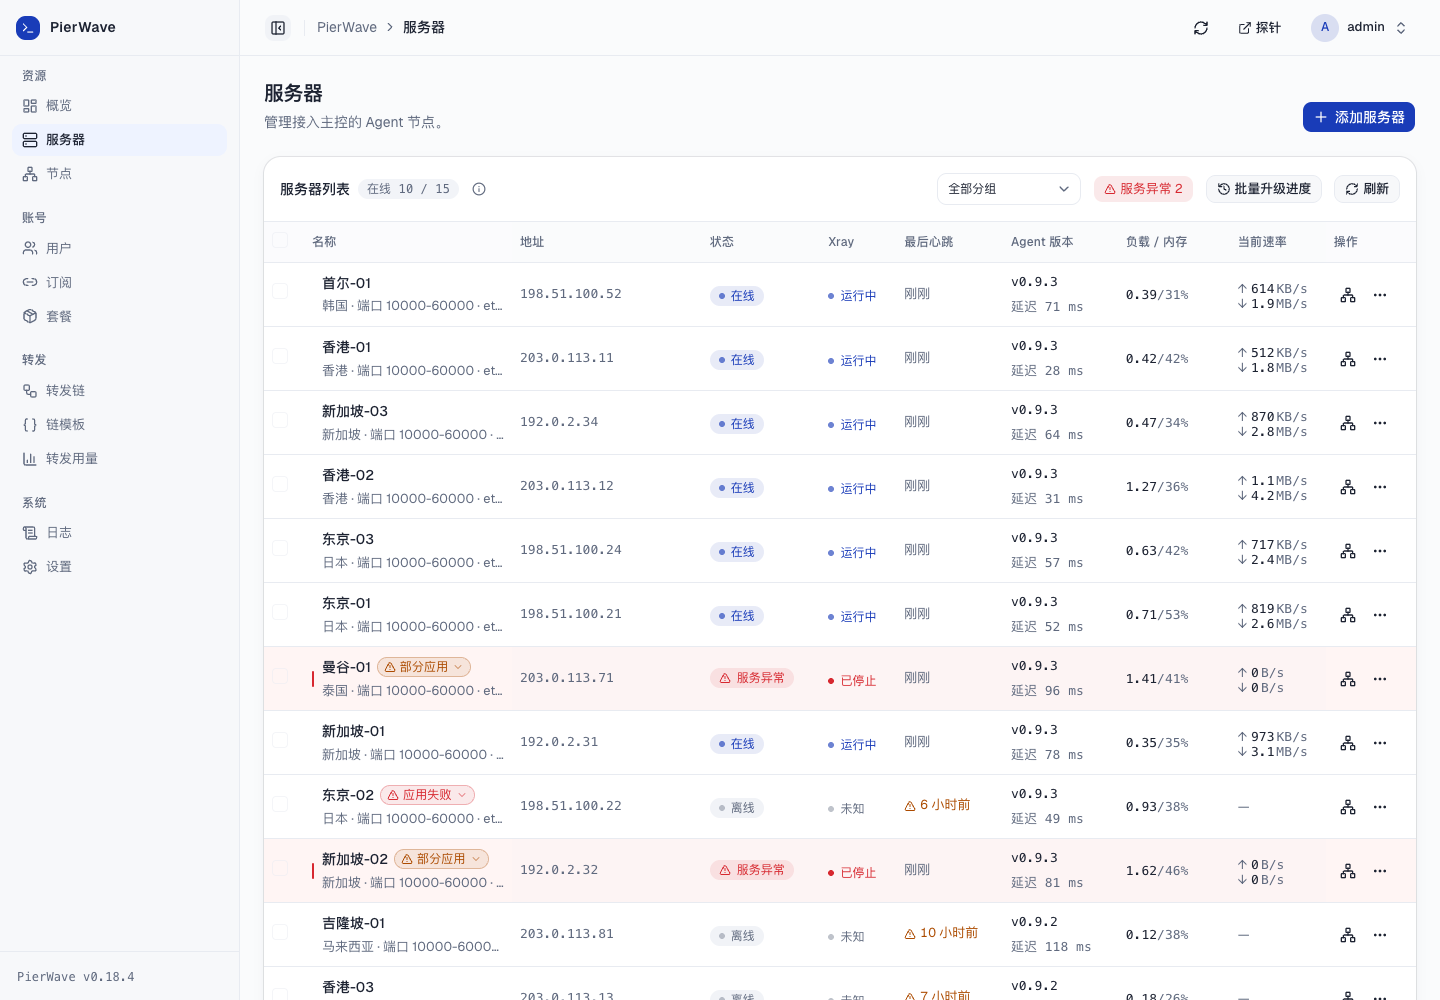 PierWave
PierWave > 服务器
探针
A admin
资源
概览
服务器
节点
账号
用户
订阅
套餐
转发
转发链
链模板
转发用量
系统
日志
设置
PierWave v0.18.4
服务器
管理接入主控的 Agent 节点。
+ 添加服务器
服务器列表 在线 10 / 15
全部分组
服务异常 2
批量升级进度
刷新
名称 地址 状态 Xray 最后心跳 Agent 版本 负载 / 内存 当前速率 操作
首尔-01 198.51.100.52 在线 运行中 刚刚 v0.9.3 0.39/31% ↑ 614 KB/s
韩国 · 端口 10000-60000 · et... 延迟 71 ms ↓ 1.9 MB/s
香港-01 203.0.113.11 在线 运行中 刚刚 v0.9.3 0.42/42% ↑ 512 KB/s
香港 · 端口 10000-60000 · et... 延迟 28 ms ↓ 1.8 MB/s
新加坡-03 192.0.2.34 在线 运行中 刚刚 v0.9.3 0.47/34% ↑ 870 KB/s
新加坡 · 端口 10000-60000 · ... 延迟 64 ms ↓ 2.8 MB/s
香港-02 203.0.113.12 在线 运行中 刚刚 v0.9.3 1.27/36% ↑ 1.1 MB/s
香港 · 端口 10000-60000 · et... 延迟 31 ms ↓ 4.2 MB/s
东京-03 198.51.100.24 在线 运行中 刚刚 v0.9.3 0.63/42% ↑ 717 KB/s
日本 · 端口 10000-60000 · et... 延迟 57 ms ↓ 2.4 MB/s
东京-01 198.51.100.21 在线 运行中 刚刚 v0.9.3 0.71/53% ↑ 819 KB/s
日本 · 端口 10000-60000 · et... 延迟 52 ms ↓ 2.6 MB/s
曼谷-01 部分应用 203.0.113.71 服务异常 已停止 刚刚 v0.9.3 1.41/41% ↑ 0 B/s
泰国 · 端口 10000-60000 · et... 延迟 96 ms ↓ 0 B/s
新加坡-01 192.0.2.31 在线 运行中 刚刚 v0.9.3 0.35/35% ↑ 973 KB/s
新加坡 · 端口 10000-60000 · ... 延迟 78 ms ↓ 3.1 MB/s
东京-02 应用失败 198.51.100.22 离线 未知 6 小时前 v0.9.3 0.93/38% —
日本 · 端口 10000-60000 · et... 延迟 49 ms
新加坡-02 部分应用 192.0.2.32 服务异常 已停止 刚刚 v0.9.3 1.62/46% ↑ 0 B/s
新加坡 · 端口 10000-60000 · ... 延迟 81 ms ↓ 0 B/s
吉隆坡-01 203.0.113.81 离线 未知 10 小时前 v0.9.2 0.12/38% —
马来西亚 · 端口 10000-6000... 延迟 118 ms
香港-03 203.0.113.13 离线 未知 7 小时前 v0.9.2 0.18/26% —